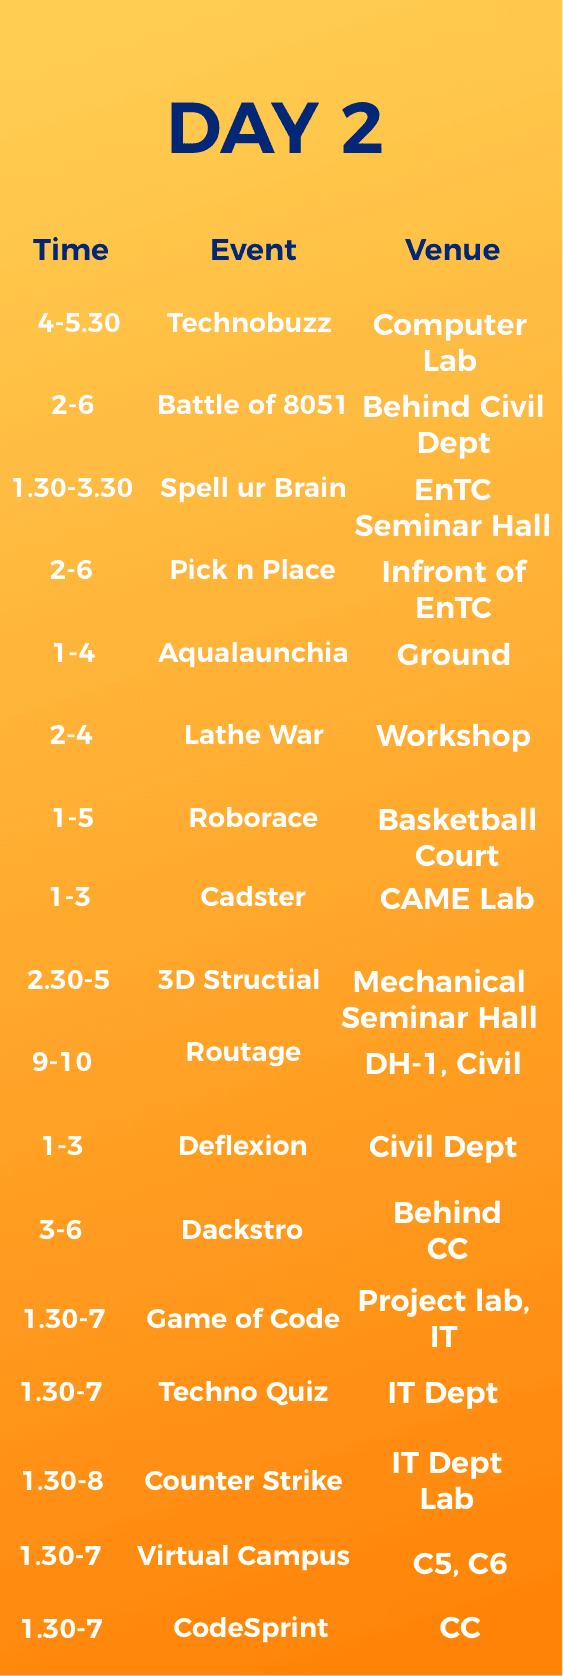 DAY 2
Time Event Venue
4-5.30 Technobuzz Computer
Lab
2-6 Battle of 8051 Behind Civil
Dept
1.30-3.30 Spell ur Brain EnTC
Seminar Hall
2-6 Pick n Place Infront of
EnTC
1-4 Aqualaunchia Ground
2-4 Lathe War Workshop
1-5 Roborace Basketball
Court
1-3 Cadster CAME Lab
2.30-5 3D Structial Mechanical
Seminar Hall
9-10 Routage DH-1, Civil
1-3 Deflexion Civil Dept
3-6 Dackstro Behind
CC
1.30-7 Game of Code Project lab,
IT
1.30-7 Techno Quiz IT Dept
1.30-8 Counter Strike IT Dept
Lab
1.30-7 Virtual Campus C5, C6
1.30-7 CodeSprint CC